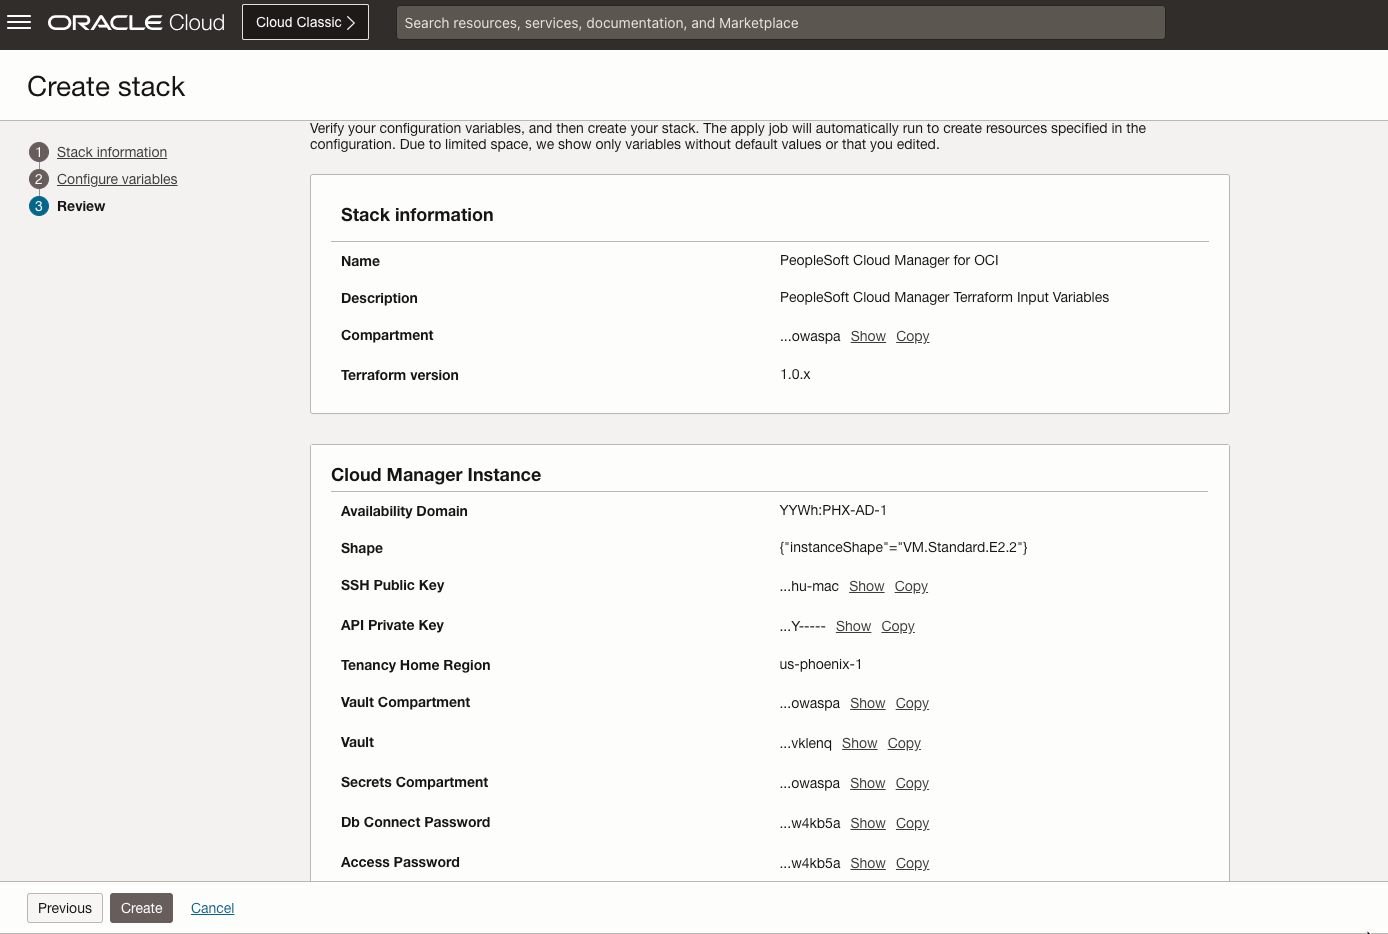 ORACLE Cloud
Cloud Classic
Search resources, services, documentation, and Marketplace
Create stack
1 Stack information
2 Configure variables
3 Review
Verify your configuration variables, and then create your stack. The apply job will automatically run to create resources specified in the
configuration. Due to limited space, we show only variables without default values or that you edited.
Stack information
Name PeopleSoft Cloud Manager for OCI
Description PeopleSoft Cloud Manager Terraform Input Variables
Compartment ...owaspa Show Copy
Terraform version 1.0.x
Cloud Manager Instance
Availability Domain YYWh:PHX-AD-1
Shape {"instanceShape"="VM.Standard.E2.2"}
SSH Public Key ...hu-mac Show Copy
API Private Key ...Y----- Show Copy
Tenancy Home Region us-phoenix-1
Vault Compartment ...owaspa Show Copy
Vault ...vklenq Show Copy
Secrets Compartment ...owaspa Show Copy
Db Connect Password ...w4kb5a Show Copy
Access Password ...w4kb5a Show Copy
Previous Create Cancel